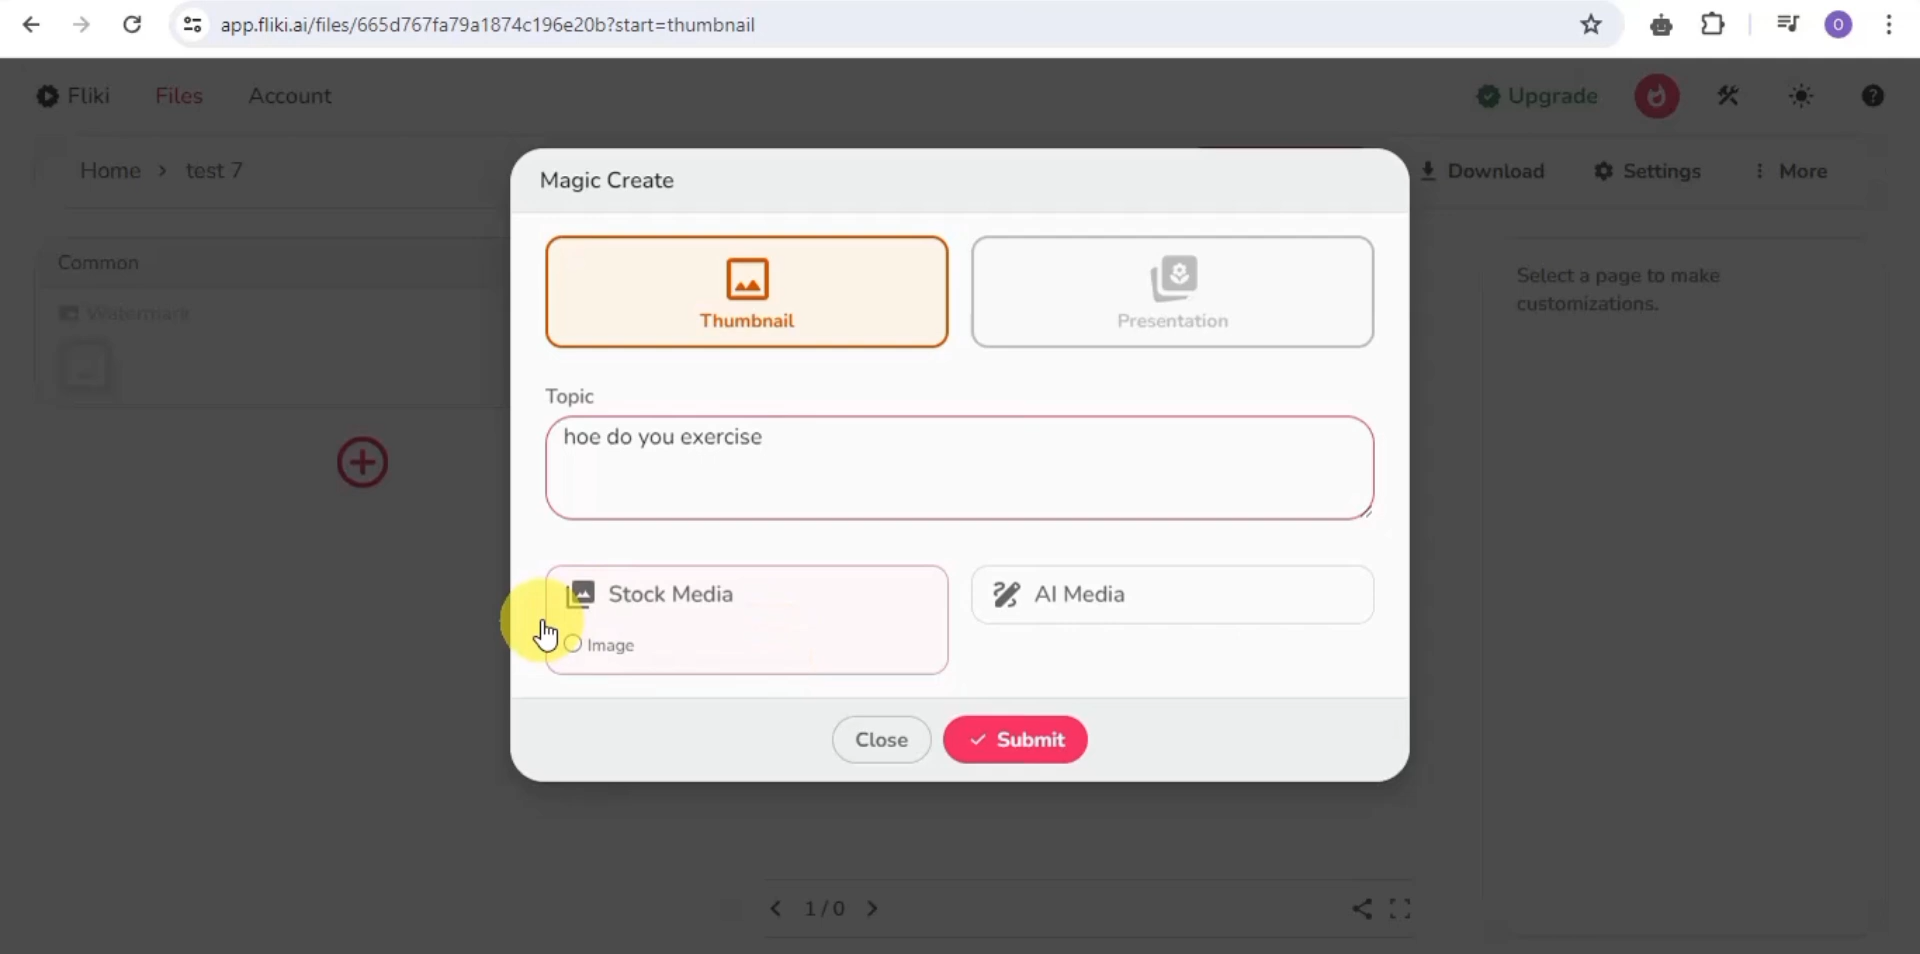 app.fliki.ai/files/665d767fa79a1874c196e20b?start=thumbnail
O
Fliki Files Account Upgrade
Home > test 7
Download Settings More
Magic Create
Common
Watermark
Thumbnail
Presentation
Select a page to make
customizations.
Topic
hoe do you exercise
Stock Media
Image
AI Media
Close
Submit
1 / 0